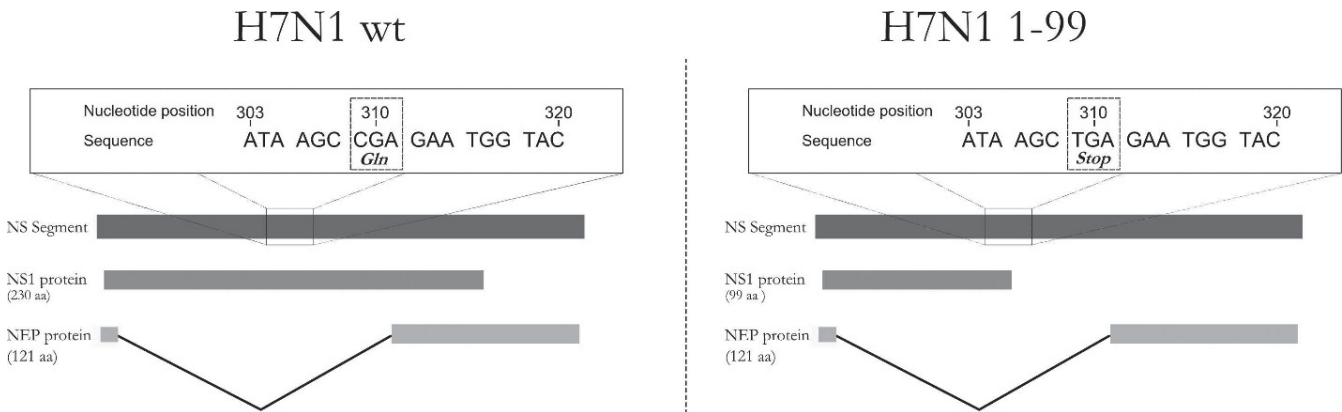 H7N1 wt
Nucleotide position 303 310 320
Sequence ATA AGC CGA GAA TGG TAC
Gln
NS Segment
NS1 protein
(230 aa)
NEP protein
(121 aa)
H7N1 1-99
Nucleotide position 303 310 320
Sequence ATA AGC TGA GAA TGG TAC
Stop
NS Segment
NS1 protein
(99 aa )
NEP protein
(121 aa)